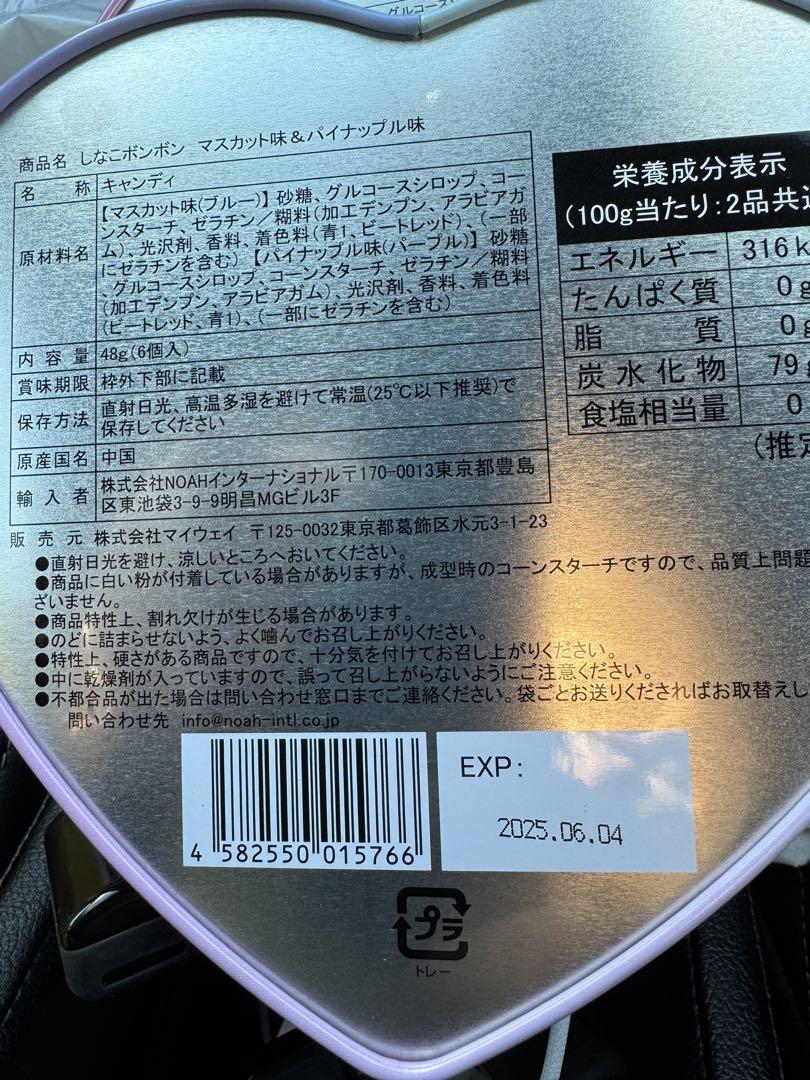 グルコース
商品名 しなこボンボン マスカット味＆パイナップル味
名称 キャンディ
原材料名
【マスカット味(ブルー)】 砂糖、グルコースシロップ、コー
ンスターチ、ゼラチン／糊料(加工デンプン、アラビアガ
ム)、光沢剤、香料、着色料(青1、ビートレッド)、(一部
にゼラチンを含む) 【パイナップル味(パープル)】 砂糖
、グルコースシロップ、コーンスターチ、ゼラチン／糊料
(加工デンプン、アラビアガム)、光沢剤、香料、着色料
(ビートレッド、青1)、(一部にゼラチンを含む)
内容量 48g(6個入)
賞味期限 枠外下部に記載
保存方法 直射日光、高温多湿を避けて常温(25℃以下推奨)で
保存してください
原産国名 中国
輸入者 株式会社NOAHインターナショナル〒170-0013東京都豊島
区東池袋3-9-9明昌MGビル3F
販売元 株式会社マイウェイ 〒125-0032東京都葛飾区水元3-1-23
●直射日光を避け、涼しいところへおいてください。
●商品に白い粉が付着している場合がありますが、成型時のコーンスターチですので、品質上問題
ざいません。
●商品特性上、割れ欠けが生じる場合があります。
●のどに詰まらせないよう、よく噛んでお召し上がりください。
●特性上、硬さがある商品ですので、十分気を付けてお召し上がりください。
●中に乾燥剤が入っていますので、誤って召し上がらないようにご注意ください。
●不都合品が出た場合は問い合わせ窓口までご連絡ください。袋ごとお送りくださればお取替えし
問い合わせ先 info@noah-intl.co.jp
栄養成分表示
(100g当たり:2品共通
エネルギー 316k
たんぱく質 0g
脂質 0g
炭水化物 79g
食塩相当量 0
(推定
4 582550 015766
EXP:
2025.06.04
プラ
トレー